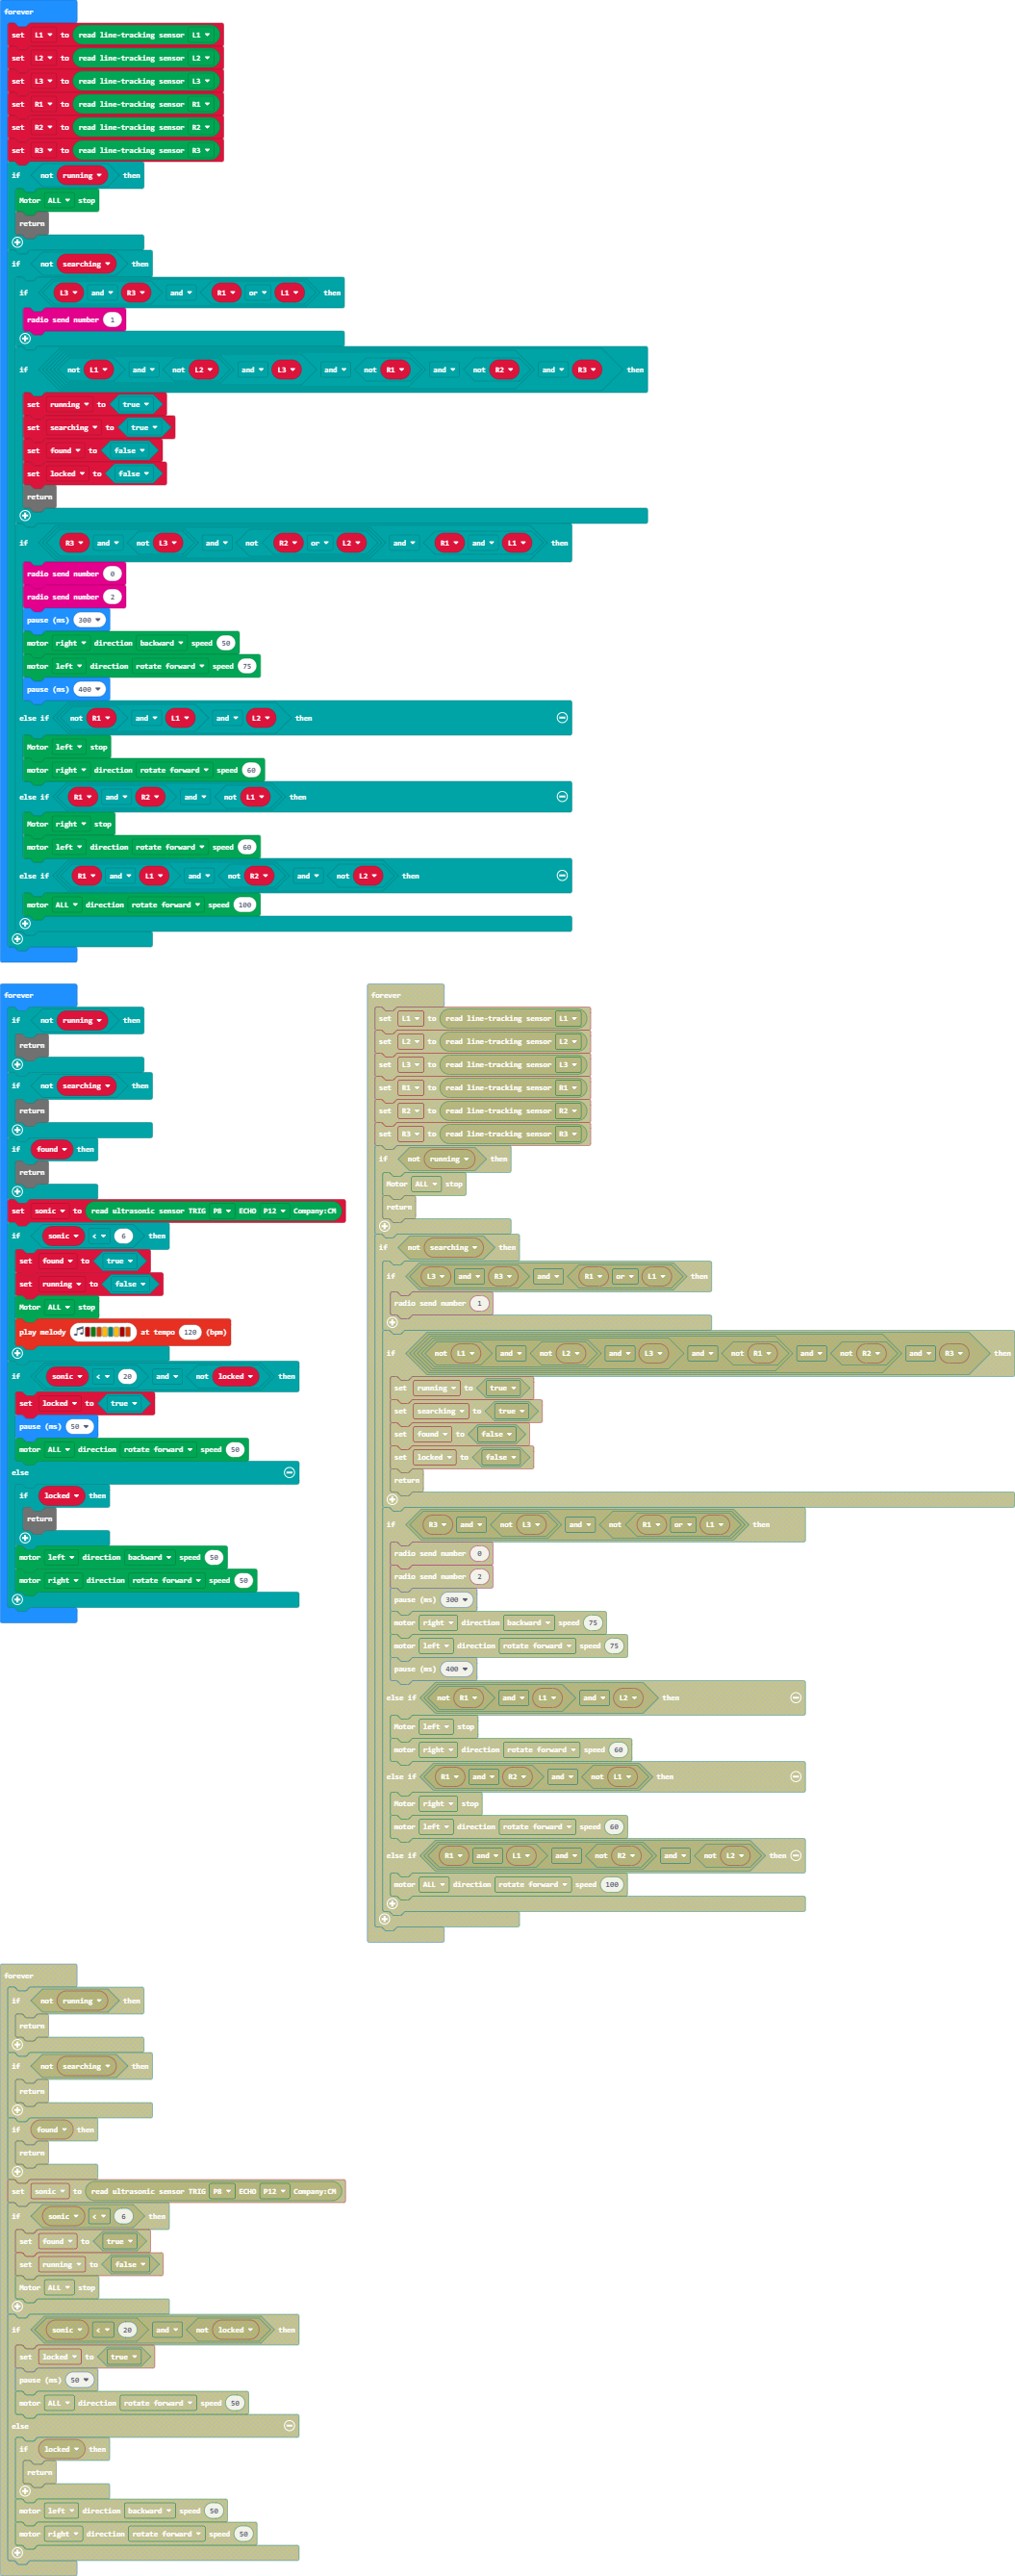 forever
set L1 to read line-tracking sensor L1
set L2 to read line-tracking sensor L2
set L3 to read line-tracking sensor L3
set R1 to read line-tracking sensor R1
set R2 to read line-tracking sensor R2
set R3 to read line-tracking sensor R3
if not running then
Motor ALL stop
return
if not searching then
if L3 and R3 and R1 or L1 then
radio send number 1
if not L1 and not L2 and L3 and not R1 and not R2 and R3 then
set running to true
set searching to true
set found to false
set locked to false
return
if R3 and not L3 and not R2 or L2 and R1 and L1 then
radio send number 0
radio send number 2
pause (ms) 300
motor right direction backward speed 50
motor left direction rotate forward speed 75
pause (ms) 400
else if not R1 and L1 and L2 then
Motor left stop
motor right direction rotate forward speed 60
else if R1 and R2 and not L1 then
Motor right stop
motor left direction rotate forward speed 60
else if R1 and L1 and not R2 and not L2 then
motor ALL direction rotate forward speed 100
forever
if not running then
return
if not searching then
return
if found then
return
set sonic to read ultrasonic sensor TRIG P8 ECHO P12 Company:CM
if sonic < 6 then
set found to true
set running to false
Motor ALL stop
play melody at tempo 120 (bpm)
if sonic < 20 and not locked then
set locked to true
pause (ms) 50
motor ALL direction rotate forward speed 50
else
if locked then
return
motor left direction backward speed 50
motor right direction rotate forward speed 50
forever
set L1 to read line-tracking sensor L1
set L2 to read line-tracking sensor L2
set L3 to read line-tracking sensor L3
set R1 to read line-tracking sensor R1
set R2 to read line-tracking sensor R2
set R3 to read line-tracking sensor R3
if not running then
Motor ALL stop
return
if not searching then
if L3 and R3 and R1 or L1 then
radio send number 1
if not L1 and not L2 and L3 and not R1 and not R2 and R3 then
set running to true
set searching to true
set found to false
set locked to false
return
if R3 and not L3 and not R1 or L1 then
radio send number 0
radio send number 2
pause (ms) 300
motor right direction backward speed 75
motor left direction rotate forward speed 75
pause (ms) 400
else if not R1 and L1 and L2 then
Motor left stop
motor right direction rotate forward speed 60
else if R1 and R2 and not L1 then
Motor right stop
motor left direction rotate forward speed 60
else if R1 and L1 and not R2 and not L2 then
motor ALL direction rotate forward speed 100
forever
if not running then
return
if not searching then
return
if found then
return
set sonic to read ultrasonic sensor TRIG P8 ECHO P12 Company:CM
if sonic < 6 then
set found to true
set running to false
Motor ALL stop
if sonic < 20 and not locked then
set locked to true
pause (ms) 50
motor ALL direction rotate forward speed 50
else
if locked then
return
motor left direction backward speed 50
motor right direction rotate forward speed 50